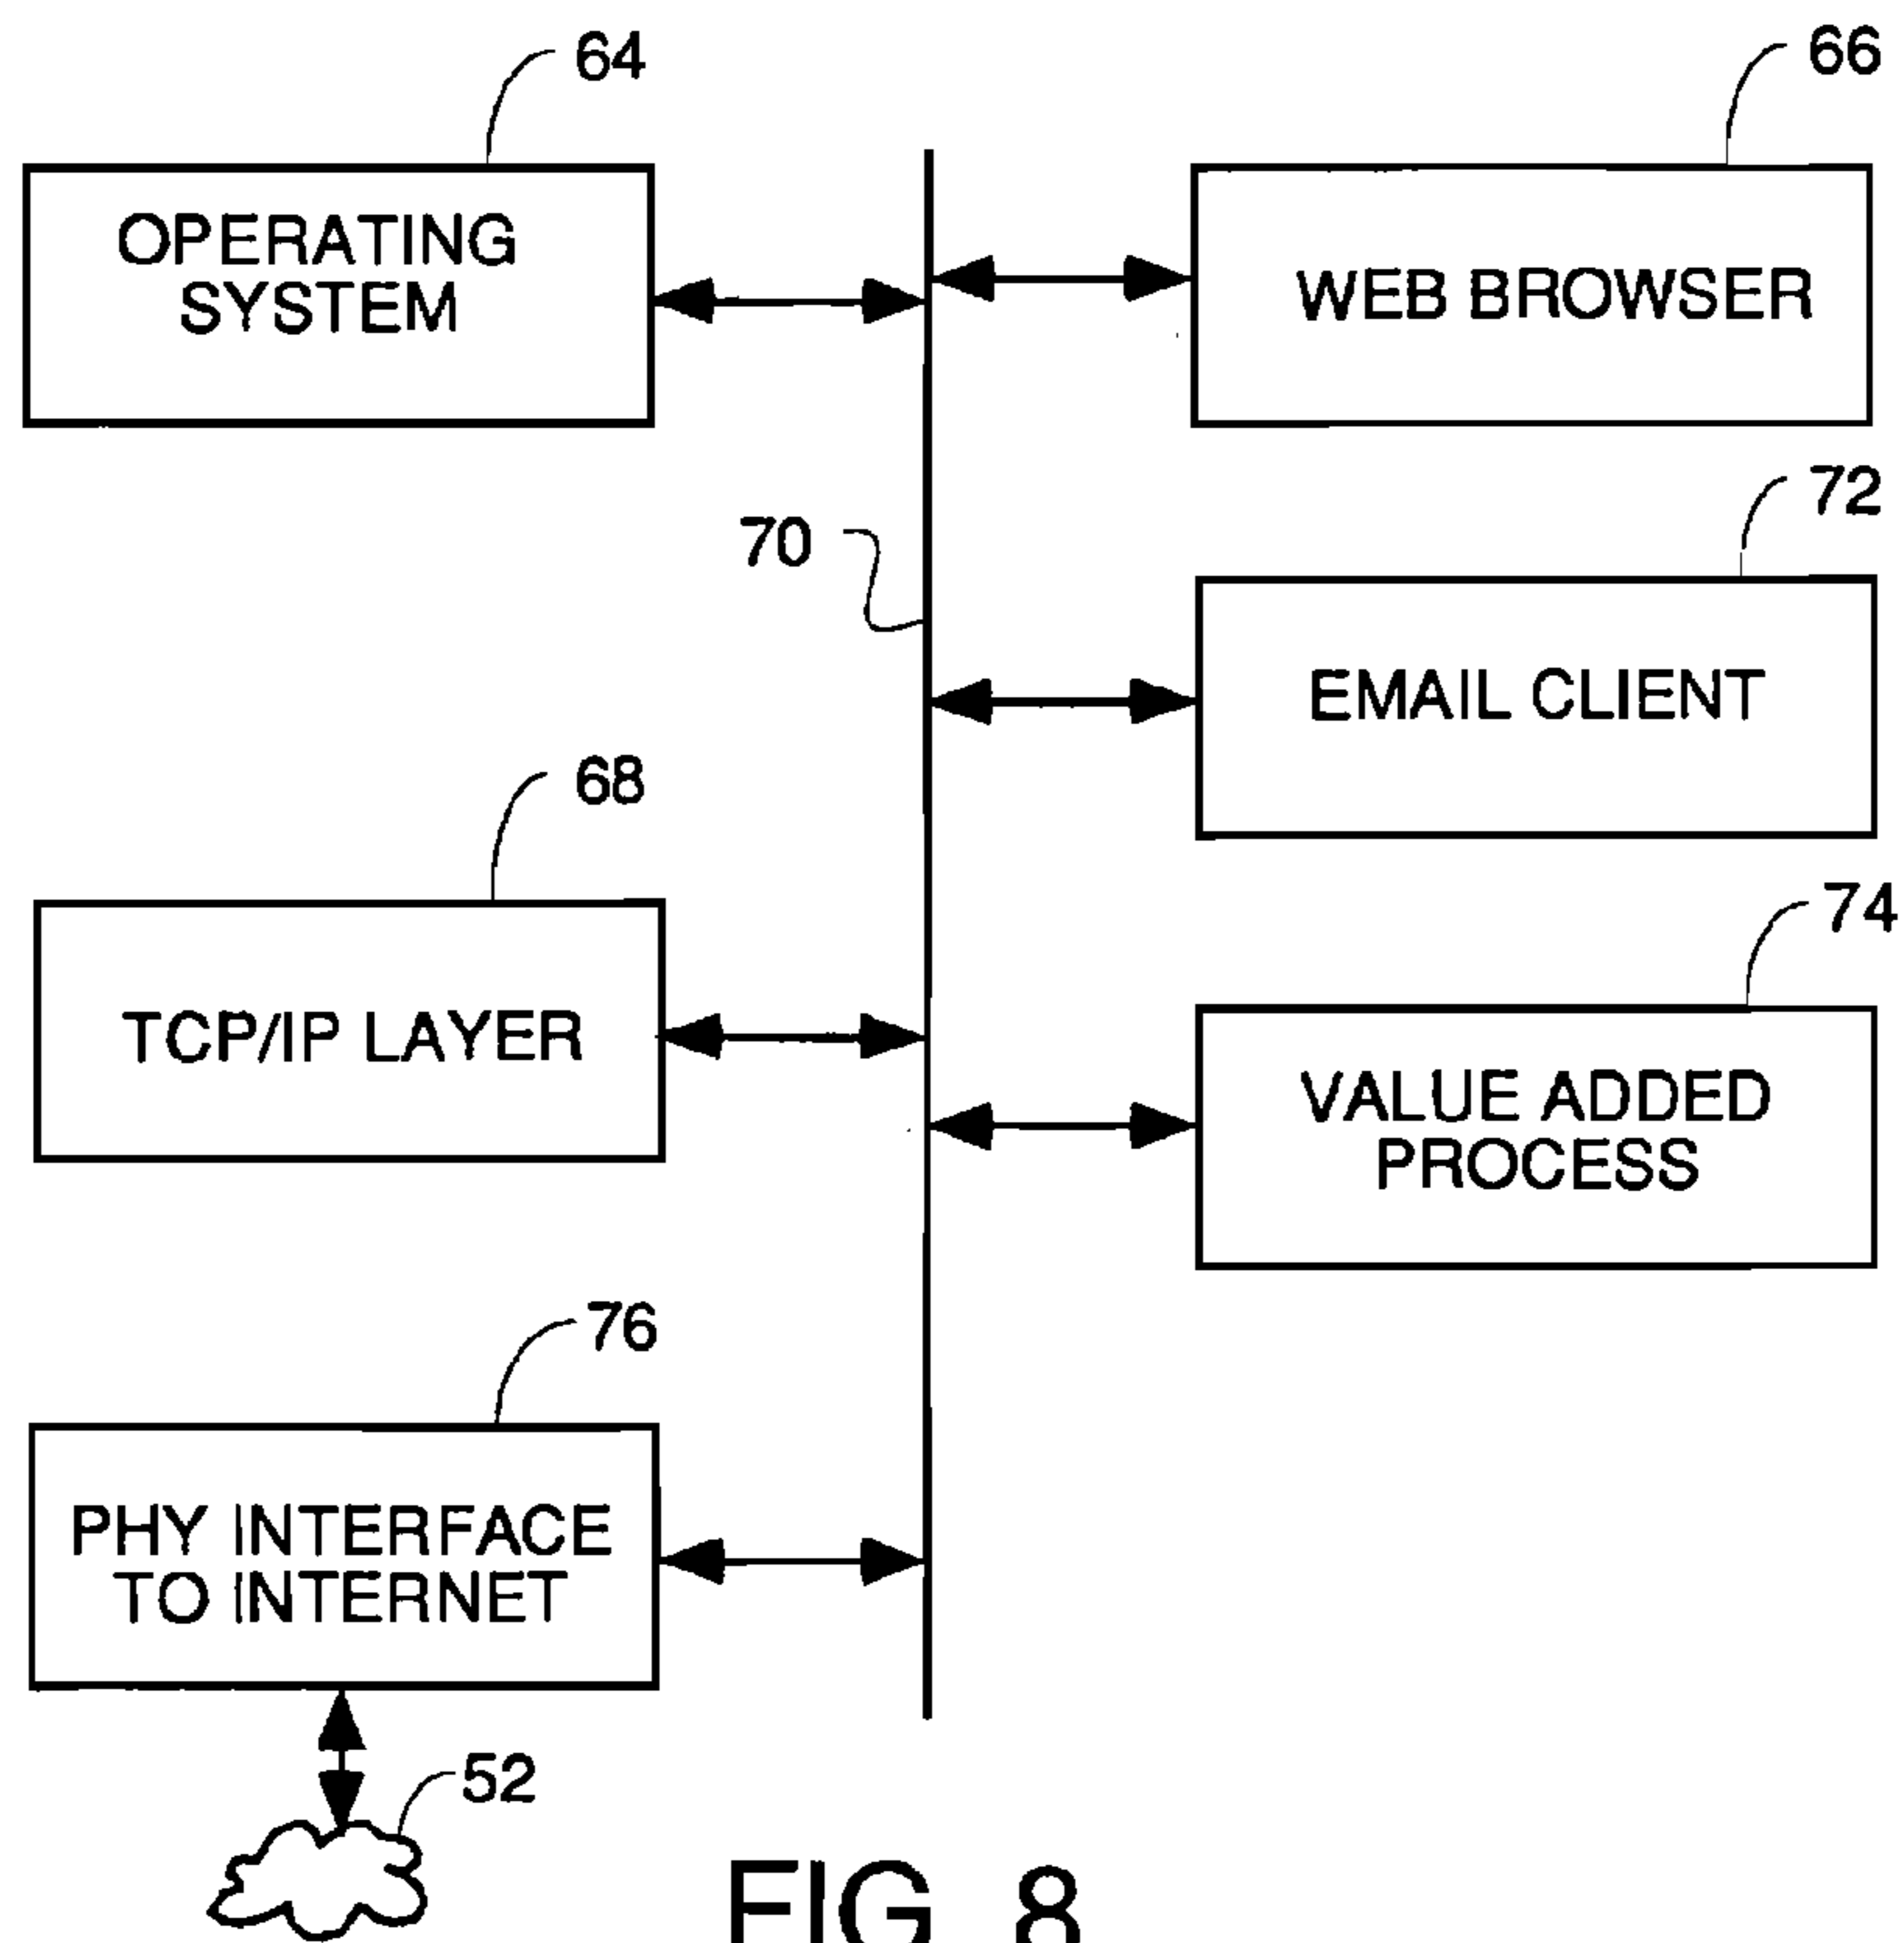 64
66
OPERATING
SYSTEM
WEB BROWSER
72
70
EMAIL CLIENT
68
74
TCP/IP LAYER
VALUE ADDED
PROCESS
76
PHY INTERFACE
TO INTERNET
52
FIG. 8